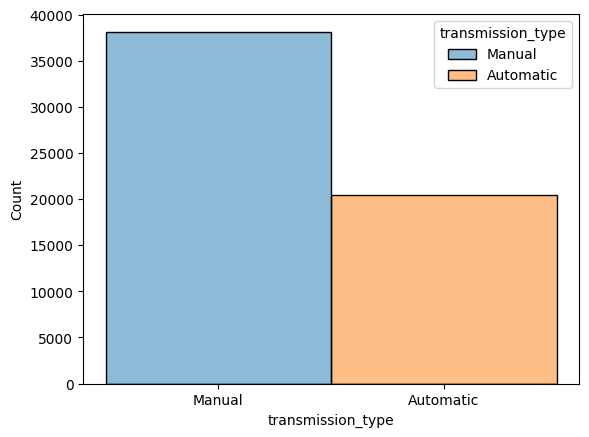 transmission_type
Manual
Automatic
40000
35000
30000
25000
20000
15000
10000
5000
0
Count
Manual Automatic
transmission_type